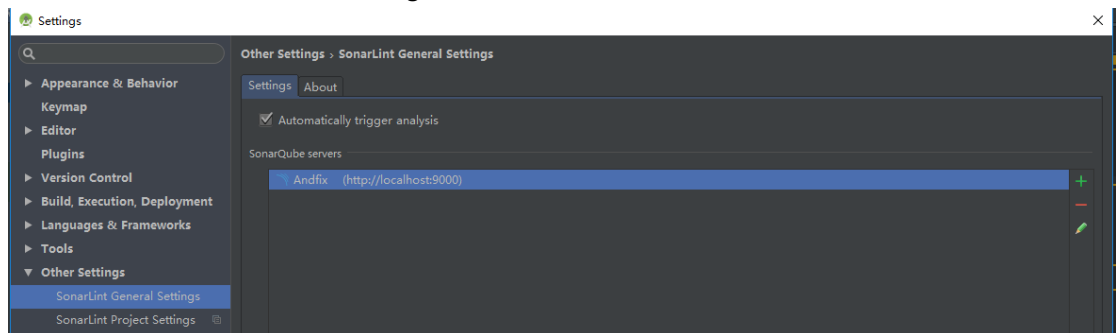 Settings
Other Settings › SonarLint General Settings
Appearance & Behavior
Keymap
Editor
Plugins
Version Control
Build, Execution, Deployment
Languages & Frameworks
Tools
Other Settings
SonarLint General Settings
SonarLint Project Settings
Settings About
Automatically trigger analysis
SonarQube servers
Andfix (http://localhost:9000)